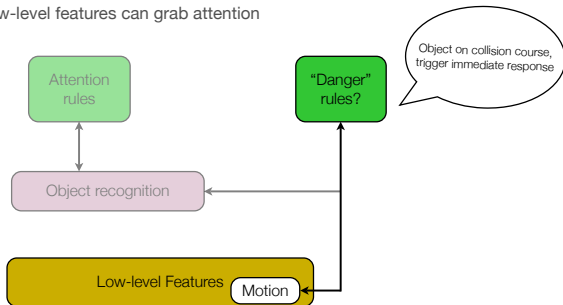 w-level features can grab attention
Attention
rules
“Danger”
rules?
Object on collision course,
trigger immediate response
Object recognition
Low-level Features
Motion